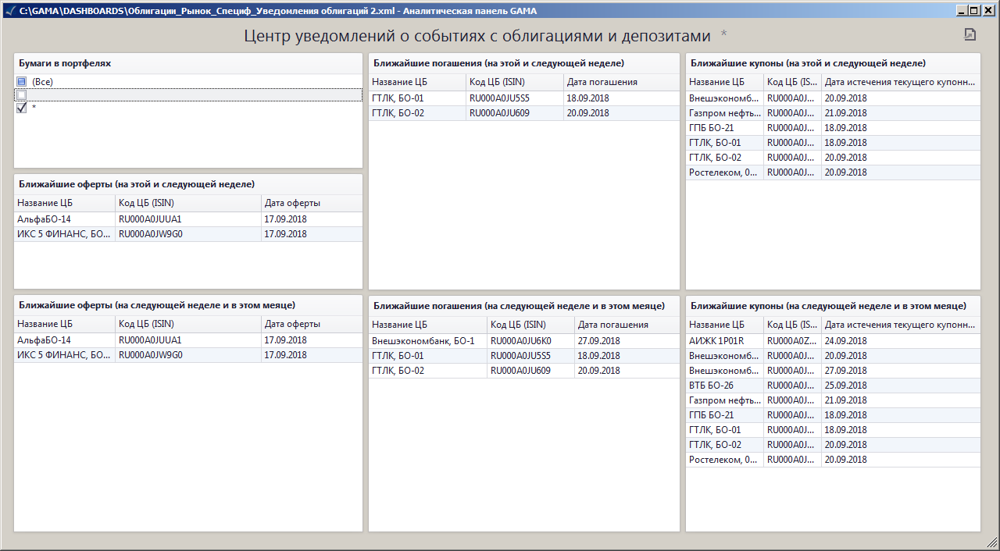 C:\GAMA\DASHBOARDS\Облигации_Рынок_Специф_Уведомления облигаций 2.xml - Аналитическая панель GAMA
Центр уведомлений о событиях с облигациями и депозитами *
Бумаги в портфелях
(Все)
*
Ближайшие оферты (на этой и следующей неделе)
Название ЦБ Код ЦБ (ISIN) Дата оферты
АльфаБО-14 RU000A0JUUA1 17.09.2018
ИКС 5 ФИНАНС, БО... RU000A0JW9G0 17.09.2018
Ближайшие оферты (на следующей неделе и в этом меяце)
Название ЦБ Код ЦБ (ISIN) Дата оферты
АльфаБО-14 RU000A0JUUA1 17.09.2018
ИКС 5 ФИНАНС, БО... RU000A0JW9G0 17.09.2018
Ближайшие погашения (на этой и следующей неделе)
Название ЦБ Код ЦБ (ISIN) Дата погашения
ГТЛК, БО-01 RU000A0JU5S5 18.09.2018
ГТЛК, БО-02 RU000A0JU609 20.09.2018
Ближайшие погашения (на следующей неделе и в этом меяце)
Название ЦБ Код ЦБ (ISIN) Дата погашения
Внешэкономбанк, БО-1 RU000A0JU6K0 27.09.2018
ГТЛК, БО-01 RU000A0JU5S5 18.09.2018
ГТЛК, БО-02 RU000A0JU609 20.09.2018
Ближайшие купоны (на этой и следующей неделе)
Название ЦБ Код ЦБ (IS... Дата истечения текущего купонн...
Внешэкономб... RU000A0J... 20.09.2018
Газпром нефть... RU000A0J... 21.09.2018
ГПБ БО-21 RU000A0J... 18.09.2018
ГТЛК, БО-01 RU000A0J... 18.09.2018
ГТЛК, БО-02 RU000A0J... 20.09.2018
Ростелеком, 0... RU000A0J... 20.09.2018
Ближайшие купоны (на следующей неделе и в этом меяце)
Название ЦБ Код ЦБ (IS... Дата истечения текущего купонн...
АИЖК 1P01R RU000A0Z... 24.09.2018
Внешэкономб... RU000A0J... 20.09.2018
Внешэкономб... RU000A0J... 27.09.2018
ВТБ БО-26 RU000A0J... 25.09.2018
Газпром нефть... RU000A0J... 21.09.2018
ГПБ БО-21 RU000A0J... 18.09.2018
ГТЛК, БО-01 RU000A0J... 18.09.2018
ГТЛК, БО-02 RU000A0J... 20.09.2018
Ростелеком, 0... RU000A0J... 20.09.2018